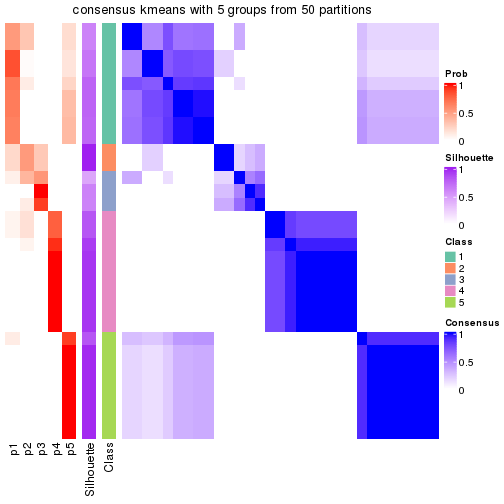 consensus kmeans with 5 groups from 50 partitions
Prob
1
0.5
0
Silhouette
1
0.5
0
Class
1
2
3
4
5
Consensus
1
0.5
0
p1
p2
p3
p4
p5
Silhouette
Class